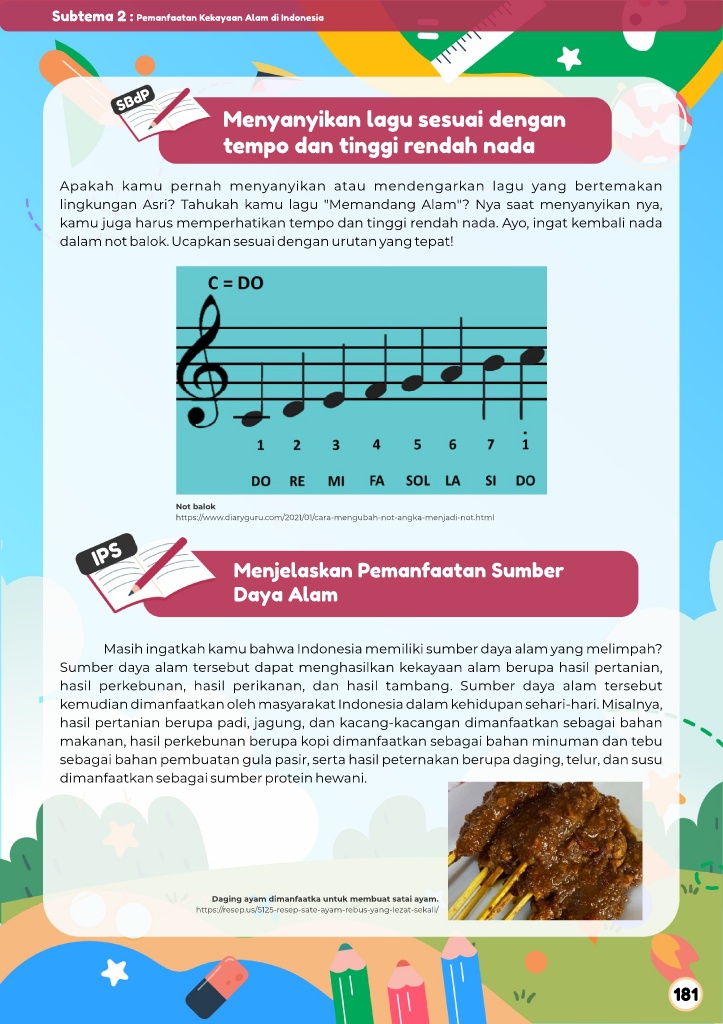 Subtema 2 : Pemanfaatan Kekayaan Alam di Indonesia
SBdP
Menyanyikan lagu sesuai dengan
tempo dan tinggi rendah nada
Apakah kamu pernah menyanyikan atau mendengarkan lagu yang bertemakan
lingkungan Asri? Tahukah kamu lagu "Memandang Alam"? Nya saat menyanyikan nya,
kamu juga harus memperhatikan tempo dan tinggi rendah nada. Ayo, ingat kembali nada
dalam not balok. Ucapkan sesuai dengan urutan yang tepat!
C = DO
1 2 3 4 5 6 7 1̇
DO RE MI FA SOL LA SI DO
Not balok
https://www.diaryguru.com/2021/01/cara-mengubah-not-angka-menjadi-not.html
IPS
Menjelaskan Pemanfaatan Sumber
Daya Alam
Masih ingatkah kamu bahwa Indonesia memiliki sumber daya alam yang melimpah?
Sumber daya alam tersebut dapat menghasilkan kekayaan alam berupa hasil pertanian,
hasil perkebunan, hasil perikanan, dan hasil tambang. Sumber daya alam tersebut
kemudian dimanfaatkan oleh masyarakat Indonesia dalam kehidupan sehari-hari. Misalnya,
hasil pertanian berupa padi, jagung, dan kacang-kacangan dimanfaatkan sebagai bahan
makanan, hasil perkebunan berupa kopi dimanfaatkan sebagai bahan minuman dan tebu
sebagai bahan pembuatan gula pasir, serta hasil peternakan berupa daging, telur, dan susu
dimanfaatkan sebagai sumber protein hewani.
Daging ayam dimanfaatka untuk membuat satai ayam.
https://resep.us/5125-resep-sate-ayam-rebus-yang-lezat-sekali/
181